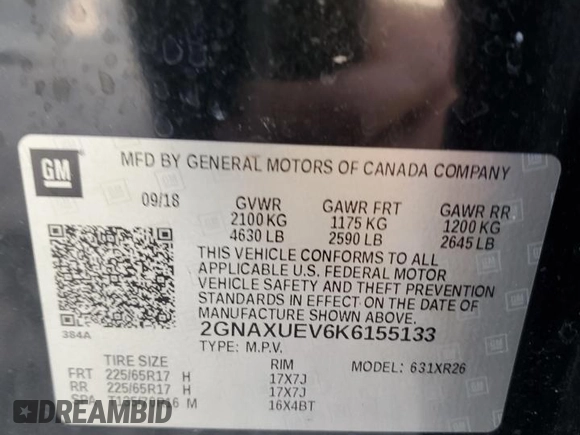 GM
MFD BY GENERAL MOTORS OF CANADA COMPANY
09/18 GVWR GAWR FRT GAWR RR
2100 KG 1175 KG 1200 KG
4630 LB 2590 LB 2645 LB
THIS VEHICLE CONFORMS TO ALL
APPLICABLE U.S. FEDERAL MOTOR
VEHICLE SAFETY AND THEFT PREVENTION
STANDARDS IN EFFECT ON THE DATE OF
MANUFACTURE SHOWN ABOVE.
384A 2GNAXUEV6K6155133
TYPE: M.P.V. MODEL: 631XR26
TIRE SIZE RIM
FRT 225/65R17 H 17X7J
RR 225/65R17 H 17X7J
SPA M 16X4BT
DIRECTCARBUYING